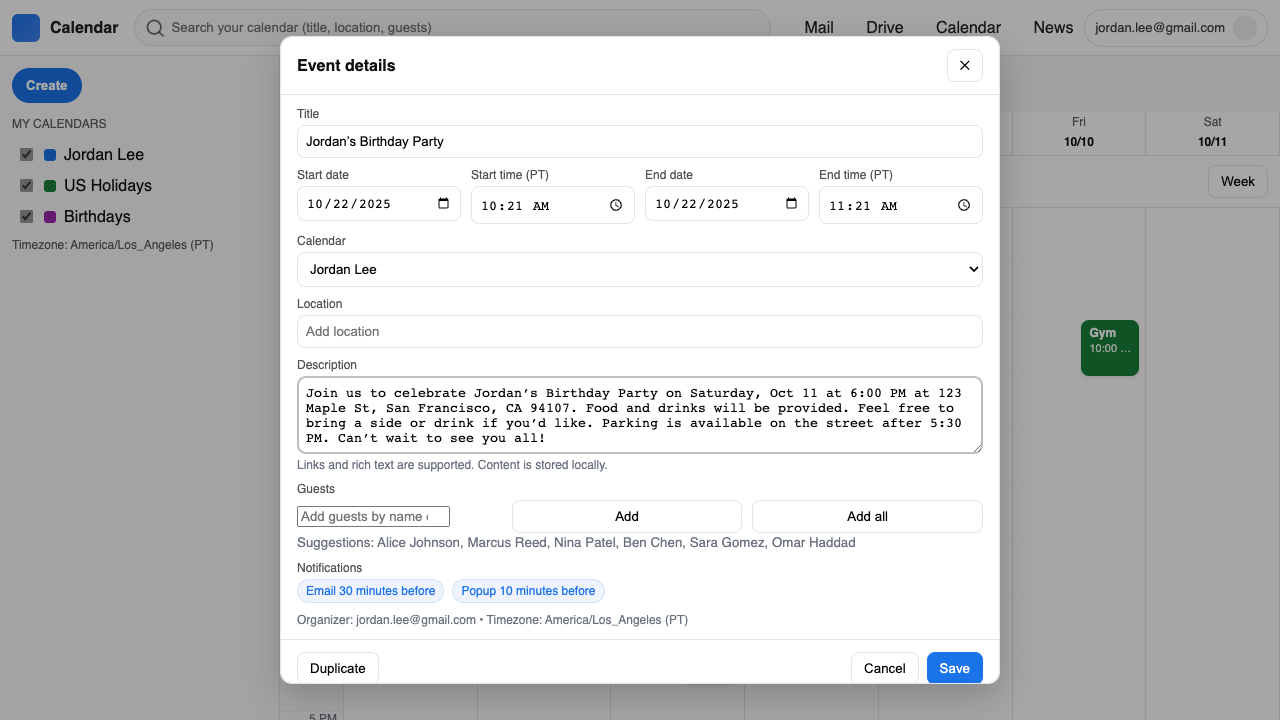 Calendar
Search your calendar (title, location, guests)
Mail
Drive
Calendar
News
jordan.lee@gmail.com
Create
MY CALENDARS
Jordan Lee
US Holidays
Birthdays
Timezone: America/Los_Angeles (PT)
Fri
10/10
Sat
10/11
Week
Gym
10:00 ...
5 PM
Event details
Title
Jordan's Birthday Party
Start date
Start time (PT)
End date
End time (PT)
10/22/2025
10:21 AM
10/22/2025
11:21 AM
Calendar
Jordan Lee
Location
Add location
Description
Join us to celebrate Jordan’s Birthday Party on Saturday, Oct 11 at 6:00 PM at 123
Maple St, San Francisco, CA 94107. Food and drinks will be provided. Feel free to
bring a side or drink if you’d like. Parking is available on the street after 5:30
PM. Can’t wait to see you all!
Links and rich text are supported. Content is stored locally.
Guests
Add guests by name
Add
Add all
Suggestions: Alice Johnson, Marcus Reed, Nina Patel, Ben Chen, Sara Gomez, Omar Haddad
Notifications
Email 30 minutes before
Popup 10 minutes before
Organizer: jordan.lee@gmail.com • Timezone: America/Los_Angeles (PT)
Duplicate
Cancel
Save